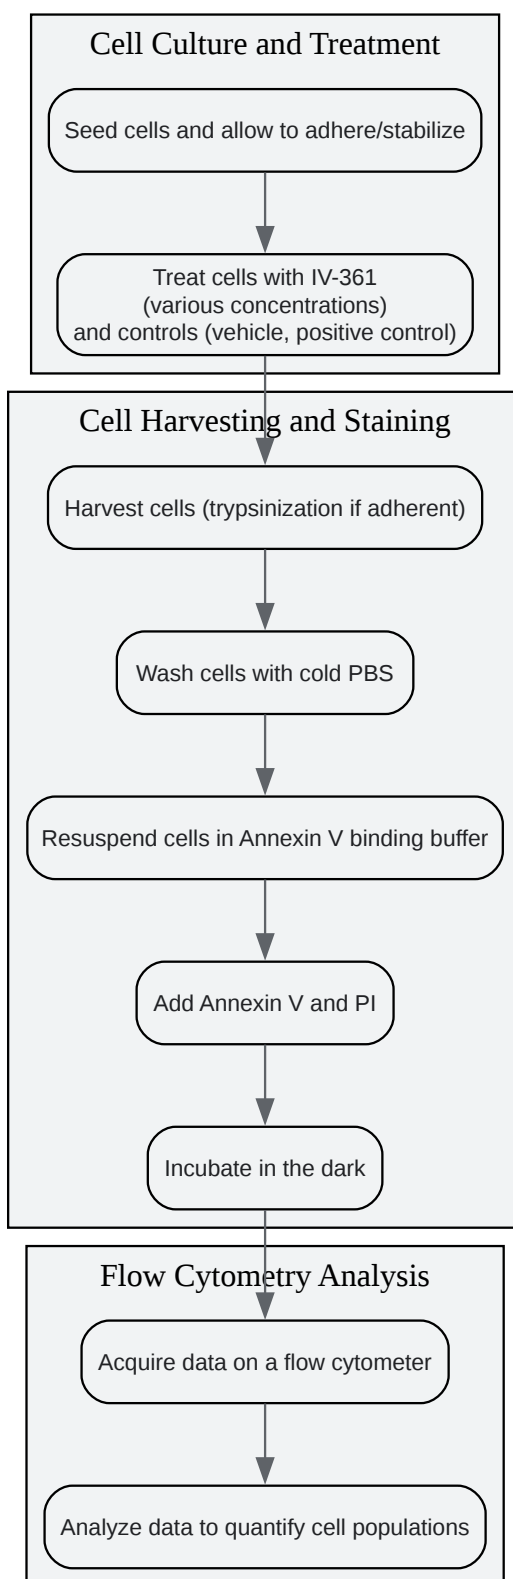 Cell Culture and Treatment
Seed cells and allow to adhere/stabilize
Treat cells with IV-361
(various concentrations)
and controls (vehicle, positive control)
Cell Harvesting and Staining
Harvest cells (trypsinization if adherent)
Wash cells with cold PBS
Resuspend cells in Annexin V binding buffer
Add Annexin V and PI
Incubate in the dark
Flow Cytometry Analysis
Acquire data on a flow cytometer
Analyze data to quantify cell populations